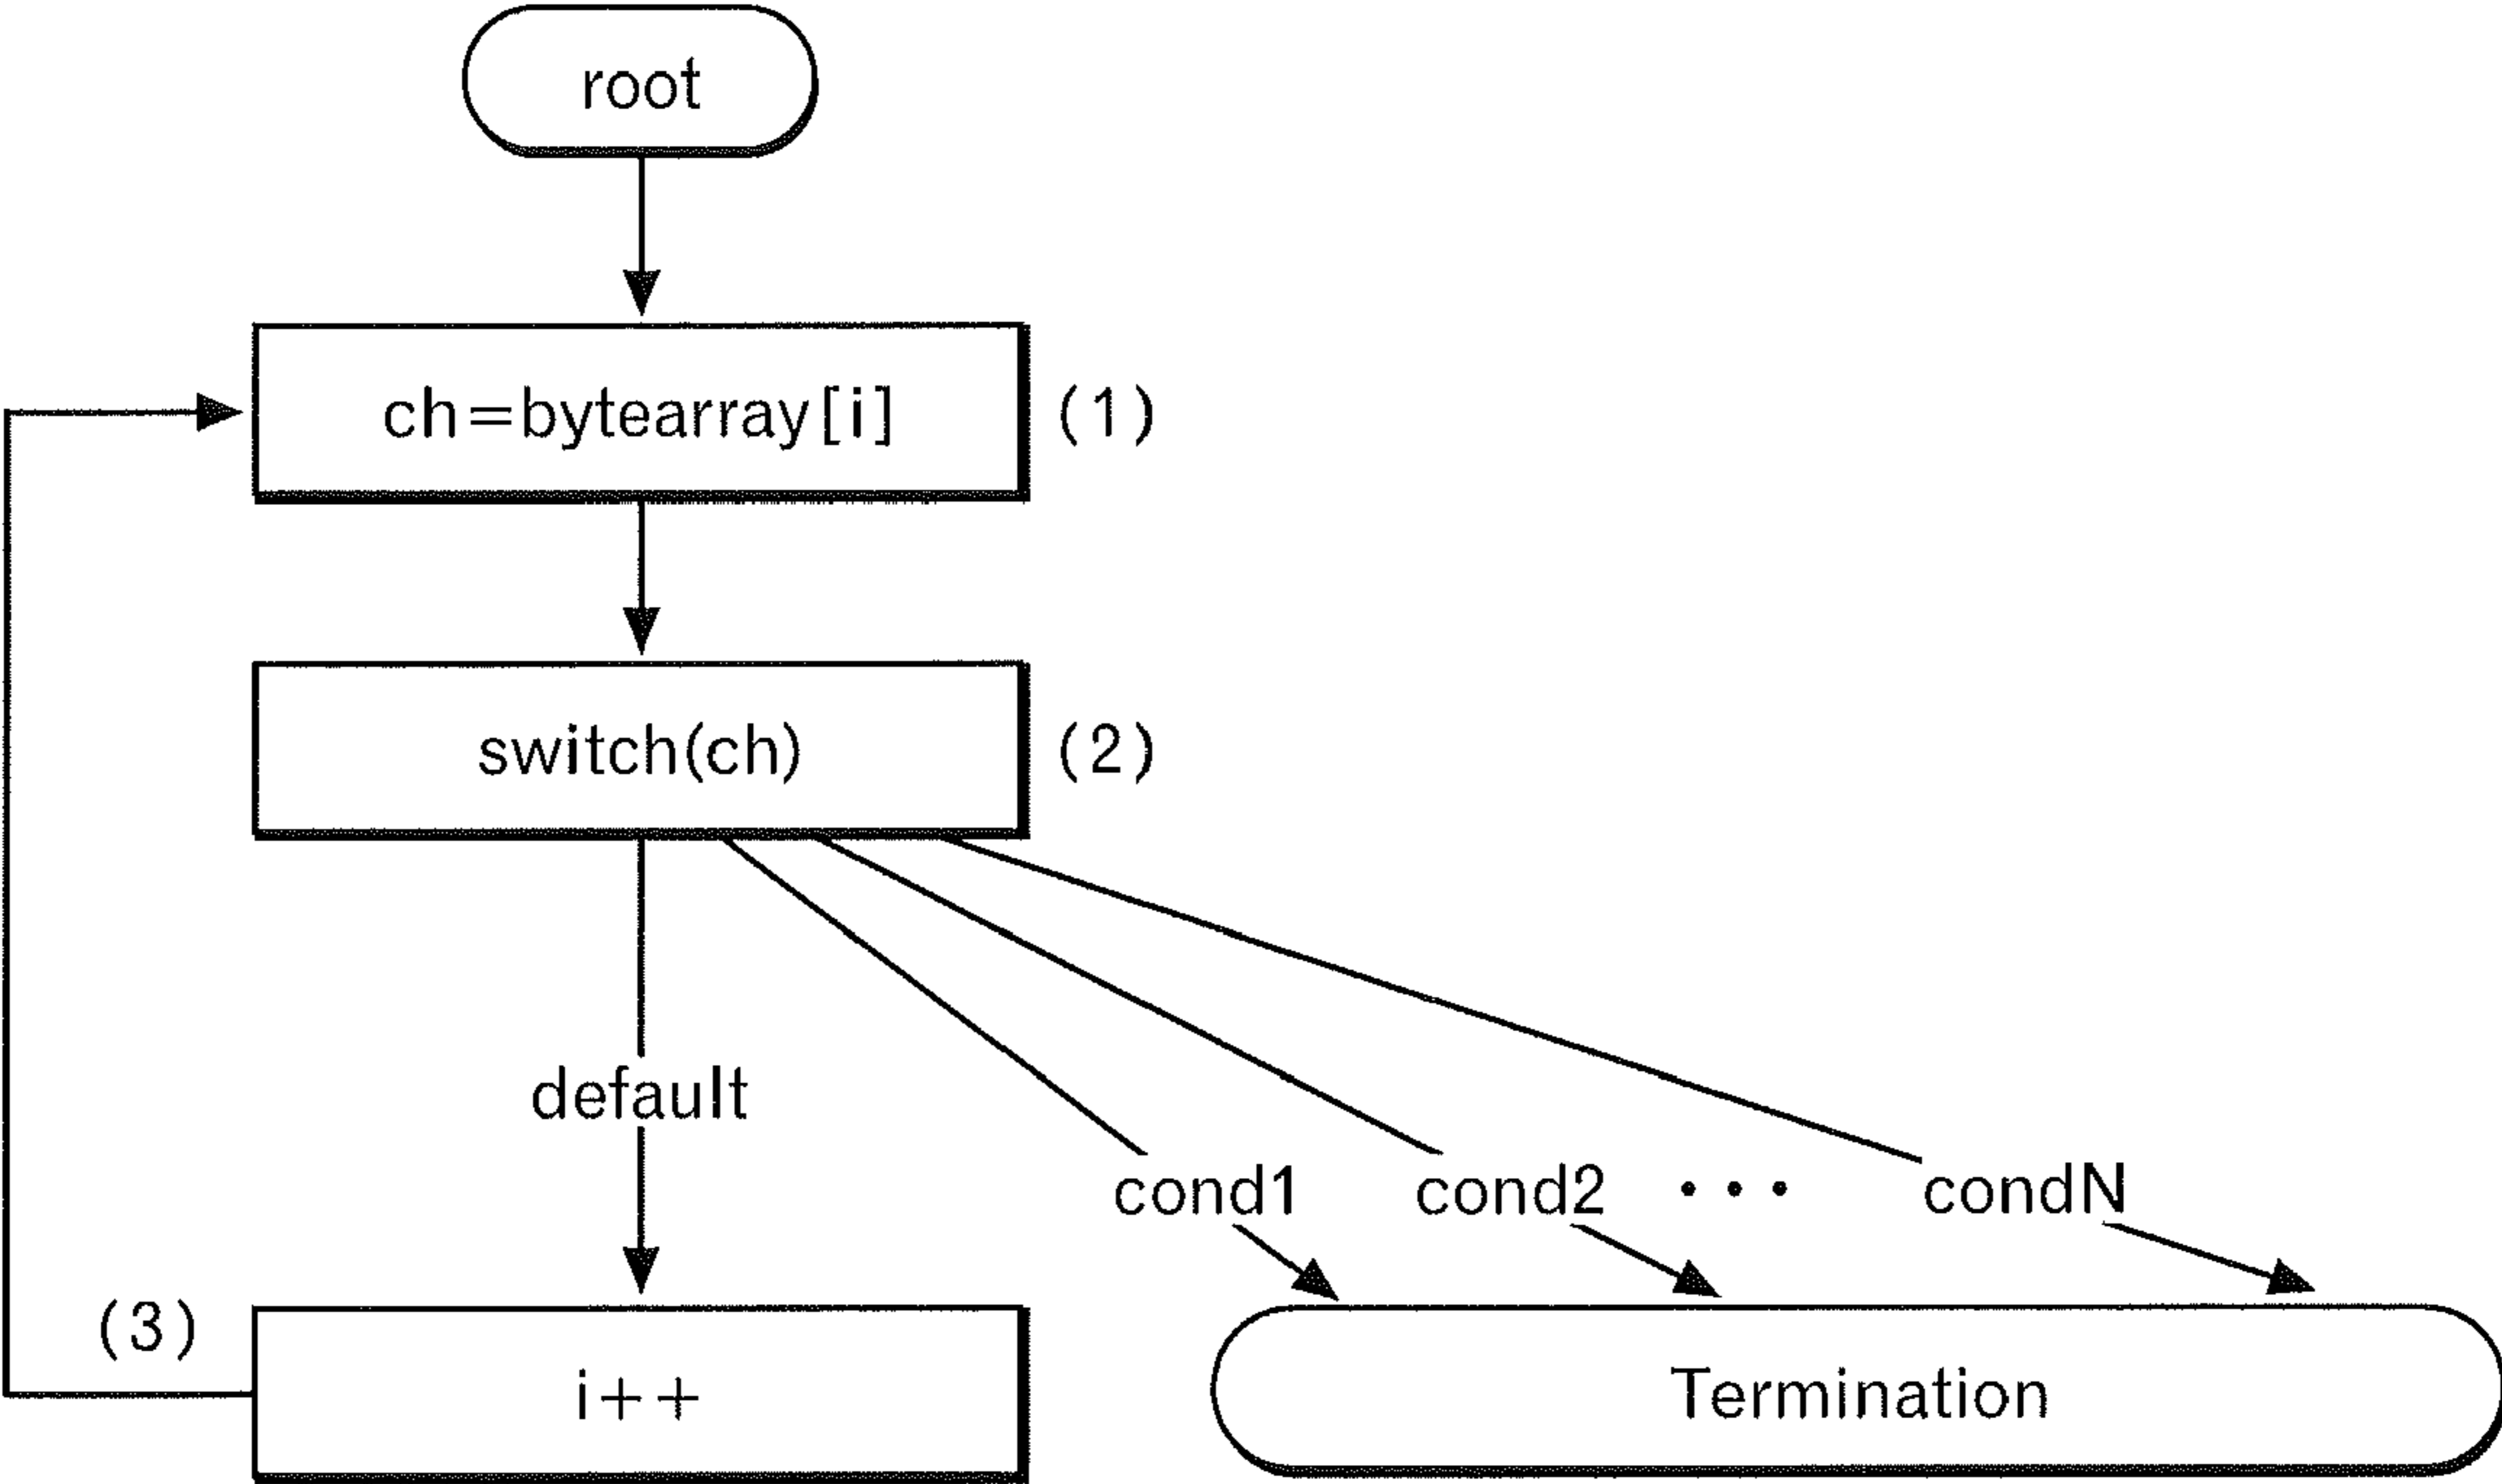 root
ch=bytearray[i] (1)
switch(ch) (2)
default
cond1 cond2 ••• condN
(3)
i++
Termination